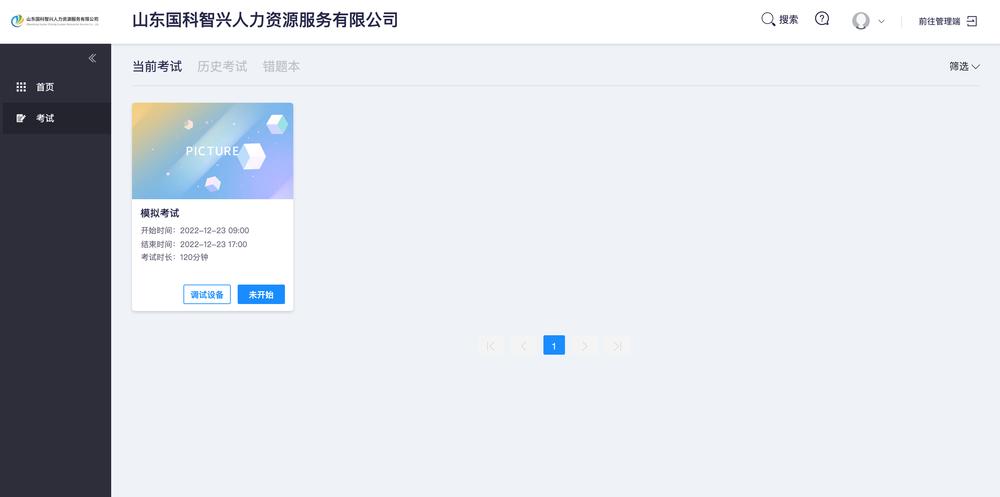 山东国科智兴人力资源服务有限公司
Shandong Guoke Zhixing Human Resources Service Co., Ltd
山东国科智兴人力资源服务有限公司
搜索
前往管理端
首页
考试
当前考试 历史考试 错题本
筛选
PICTURE
模拟考试
开始时间：2022-12-23 09:00
结束时间：2022-12-23 17:00
考试时长：120分钟
调试设备 未开始
1